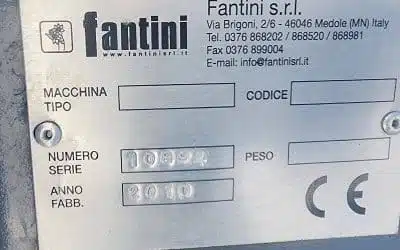 Fantini s.r.l.
fantini
www.fantinisrl.it
Via Brigoni, 2/6 - 46046 Medole (MN) Italy
Tel. 0376 868202 / 868520 / 868981
Fax 0376 899004
E-mail: info@fantinisrl.it
MACCHINA TIPO
CODICE
NUMERO SERIE
PESO
ANNO FABB. 2010
CE